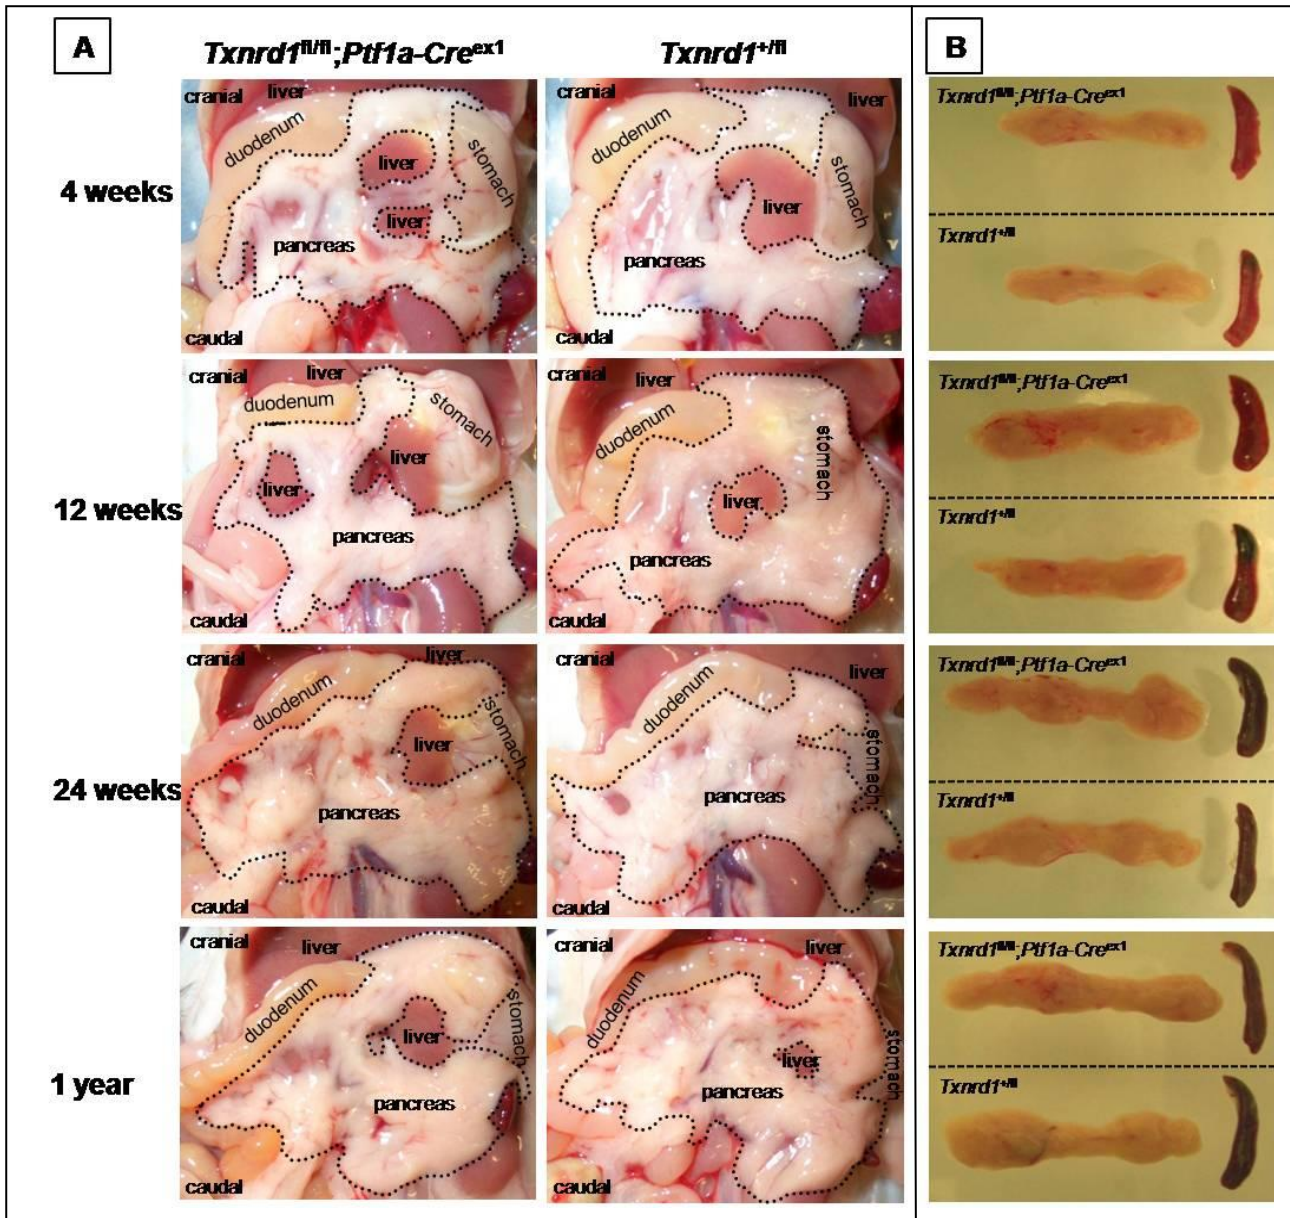 A
Txnrd1fl/fl;Ptf1a-Creex1
Txnrd1+/fl
B
4 weeks
cranial
liver
duodenum
liver
stomach
liver
pancreas
caudal
cranial
liver
duodenum
stomach
liver
pancreas
caudal
Txnrd1fl/fl;Ptf1a-Creex1
Txnrd1+/fl
12 weeks
cranial
liver
duodenum
stomach
liver
liver
pancreas
caudal
cranial
liver
duodenum
stomach
liver
pancreas
caudal
Txnrd1fl/fl;Ptf1a-Creex1
Txnrd1+/fl
24 weeks
cranial
liver
duodenum
stomach
liver
pancreas
caudal
cranial
liver
duodenum
stomach
pancreas
caudal
Txnrd1fl/fl;Ptf1a-Creex1
Txnrd1+/fl
1 year
cranial
liver
duodenum
stomach
liver
pancreas
caudal
cranial
liver
duodenum
stomach
liver
pancreas
caudal
Txnrd1fl/fl;Ptf1a-Creex1
Txnrd1+/fl